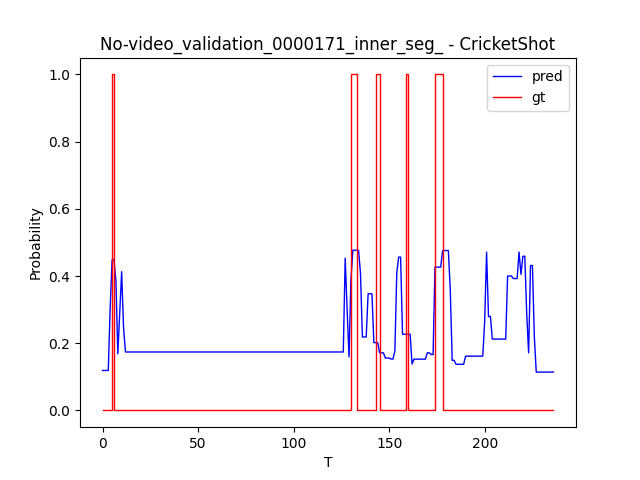 No-video_validation_0000171_inner_seg_ - CricketShot
pred
gt
1.0
0.8
0.6
0.4
0.2
0.0
Probability
0
50
100
150
200
T